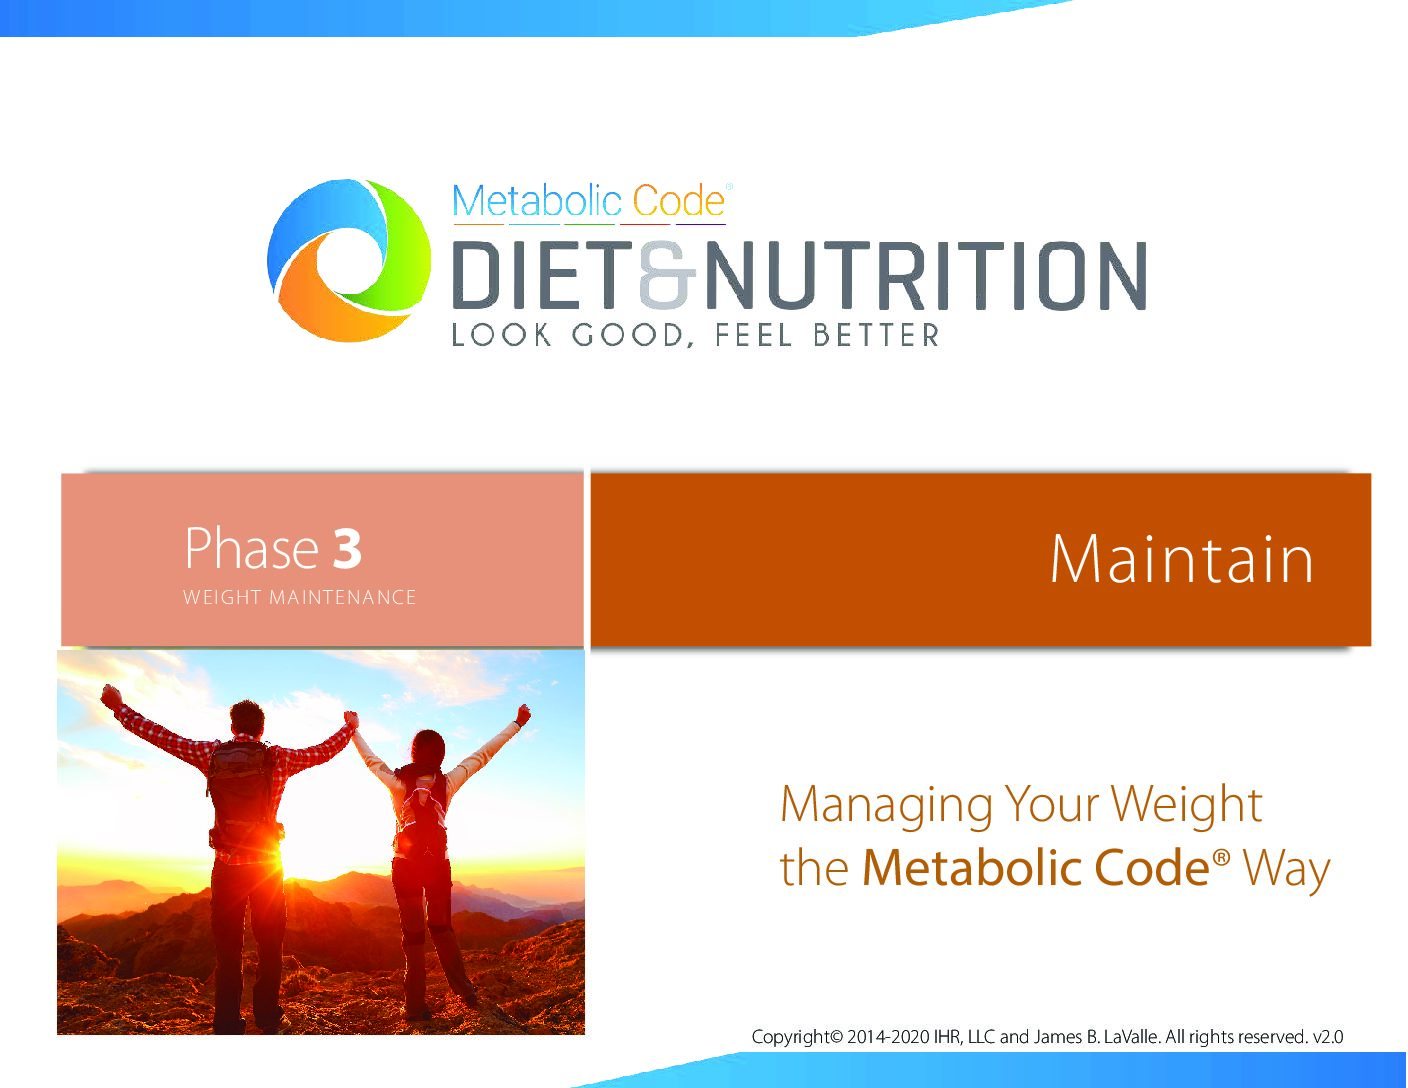 Metabolic Code®
DIET&NUTRITION
LOOK GOOD, FEEL BETTER
Phase 3
WEIGHT MAINTENANCE
Maintain
Managing Your Weight
the Metabolic Code® Way
Copyright© 2014-2020 IHR, LLC and James B. LaValle. All rights reserved. v2.0